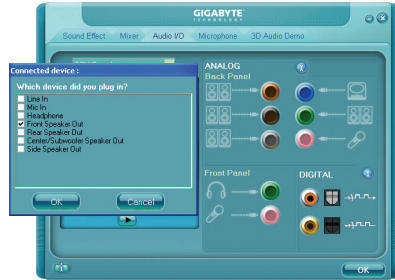 GIGABYTE
TECHNOLOGY
Sound Effect Mixer Audio I/O Microphone 3D Audio Demo
ANALOG
Back Panel
Connected device :
Which device did you plug in?
Line In
Mic In
Headphone
Front Speaker Out
Rear Speaker Out
Center/Subwoofer Speaker Out
Side Speaker Out
OK Cancel
Front Panel
DIGITAL
OK